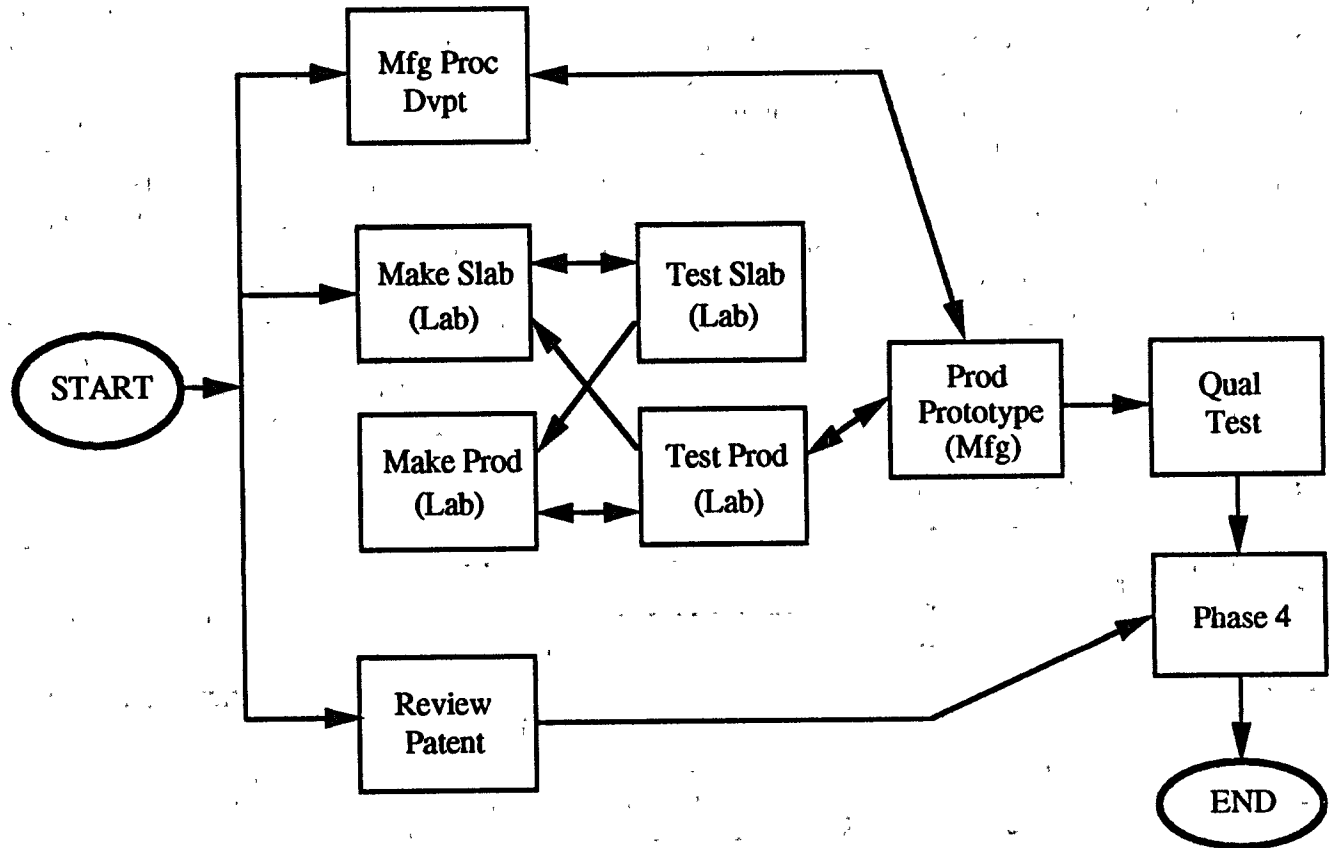 Mfg Proc
Dvpt
Make Slab
(Lab)
Test Slab
(Lab)
START
Prod
Prototype
(Mfg)
Qual
Test
Make Prod
(Lab)
Test Prod
(Lab)
Phase 4
Review
Patent
END